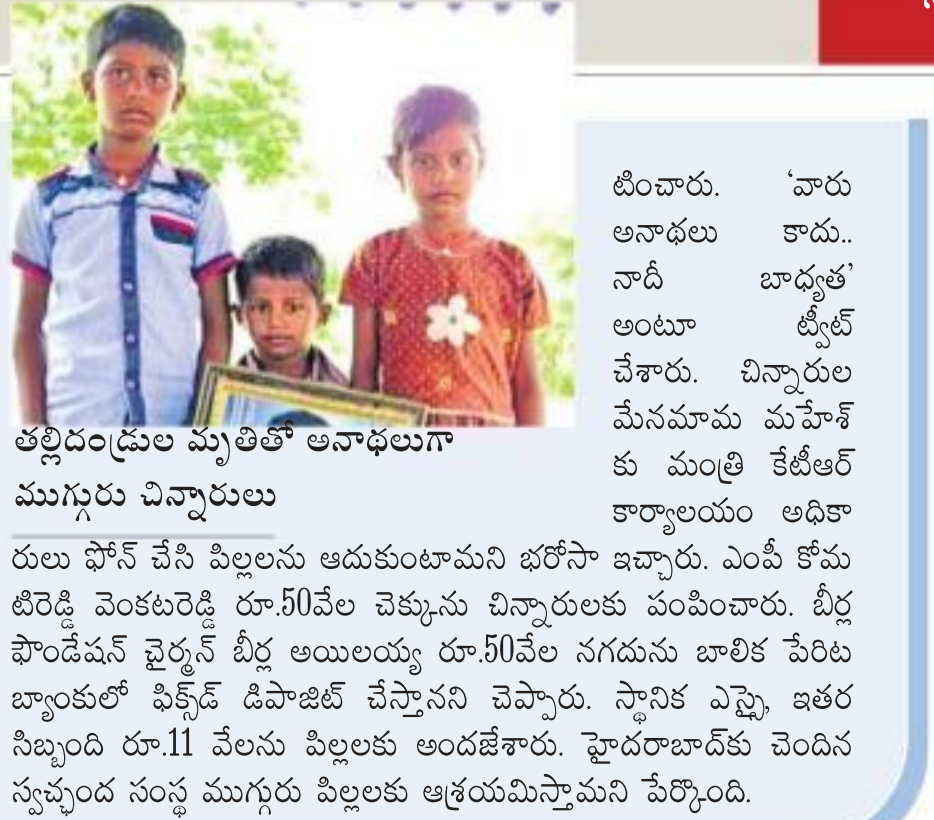 తల్లిదండ్రుల మృతితో అనాథలుగా
ముగ్గురు చిన్నారులు
టించారు. ‘వారు
అనాథలు కాదు..
నాదీ బాధ్యత’
అంటూ ట్వీట్
చేశారు. చిన్నారుల
మేనమామ మహేశ్
కు మంత్రి కేటీఆర్
కార్యాలయం అధికా
రులు ఫోన్ చేసి పిల్లలను ఆదుకుంటామని భరోసా ఇచ్చారు. ఎంపీ కోమ
టిరెడ్డి వెంకటరెడ్డి రూ.50వేల చెక్కును చిన్నారులకు పంపించారు. బీర్ల
ఫౌండేషన్ చైర్మన్ బీర్ల అయిలయ్య రూ.50వేల నగదును బాలిక పేరిట
బ్యాంకులో ఫిక్స్‌డ్ డిపాజిట్ చేస్తానని చెప్పారు. స్థానిక ఎస్సై, ఇతర
సిబ్బంది రూ.11 వేలను పిల్లలకు అందజేశారు. హైదరాబాద్‌కు చెందిన
స్వచ్ఛంద సంస్థ ముగ్గురు పిల్లలకు ఆశ్రయమిస్తామని పేర్కొంది.